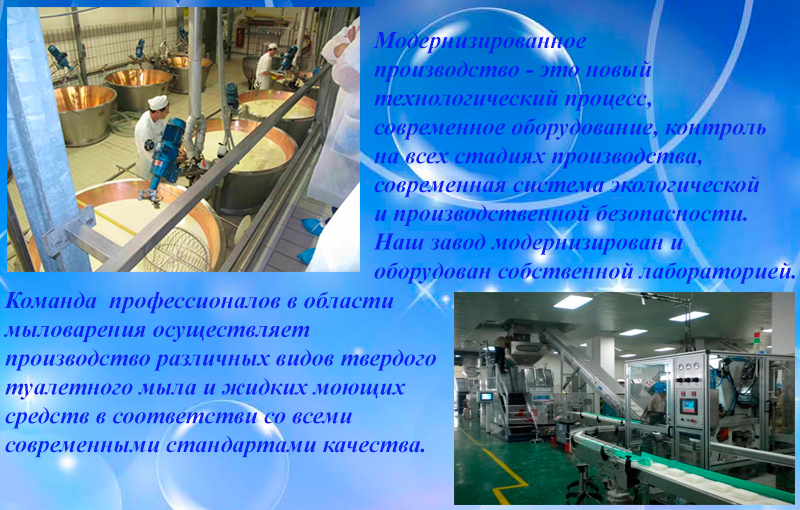 Модернизированное
производство - это новый
технологический процесс,
современное оборудование, контроль
на всех стадиях производства,
современная система экологической
и производственной безопасности.
Наш завод модернизирован и
оборудован собственной лабораторией.
Команда  профессионалов в области
мыловарения осуществляет
производство различных видов твердого
туалетного мыла и жидких моющих
средств в соответстви со всеми
современными стандартами качества.